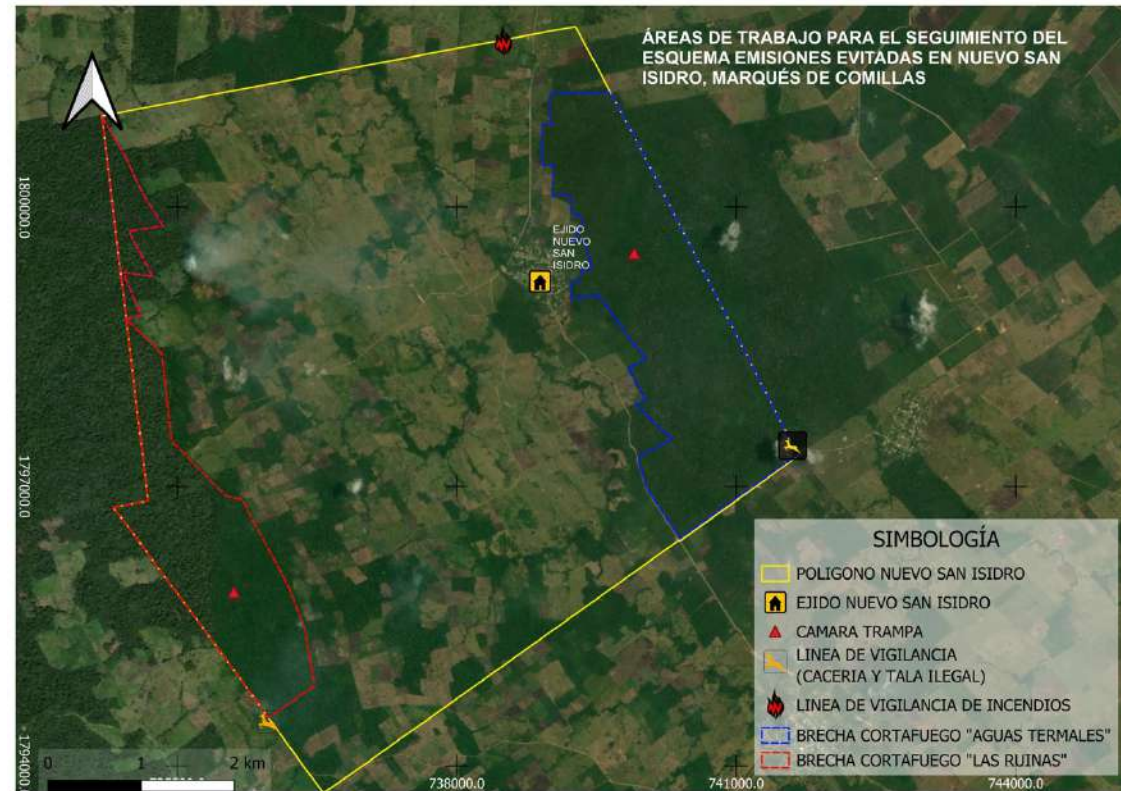 ÁREAS DE TRABAJO PARA EL SEGUIMIENTO DEL
ESQUEMA EMISIONES EVITADAS EN NUEVO SAN
ISIDRO, MARQUÉS DE COMILLAS
1800000.0
EJIDO
NUEVO
SAN
ISIDRO
1797000.0
SIMBOLOGÍA
POLIGONO NUEVO SAN ISIDRO
EJIDO NUEVO SAN ISIDRO
CAMARA TRAMPA
LINEA DE VIGILANCIA
(CACERIA Y TALA ILEGAL)
LINEA DE VIGILANCIA DE INCENDIOS
BRECHA CORTAFUEGO "AGUAS TERMALES"
BRECHA CORTAFUEGO "LAS RUINAS"
1794000.0
0 1 2 km
738000.0 741000.0 744000.0